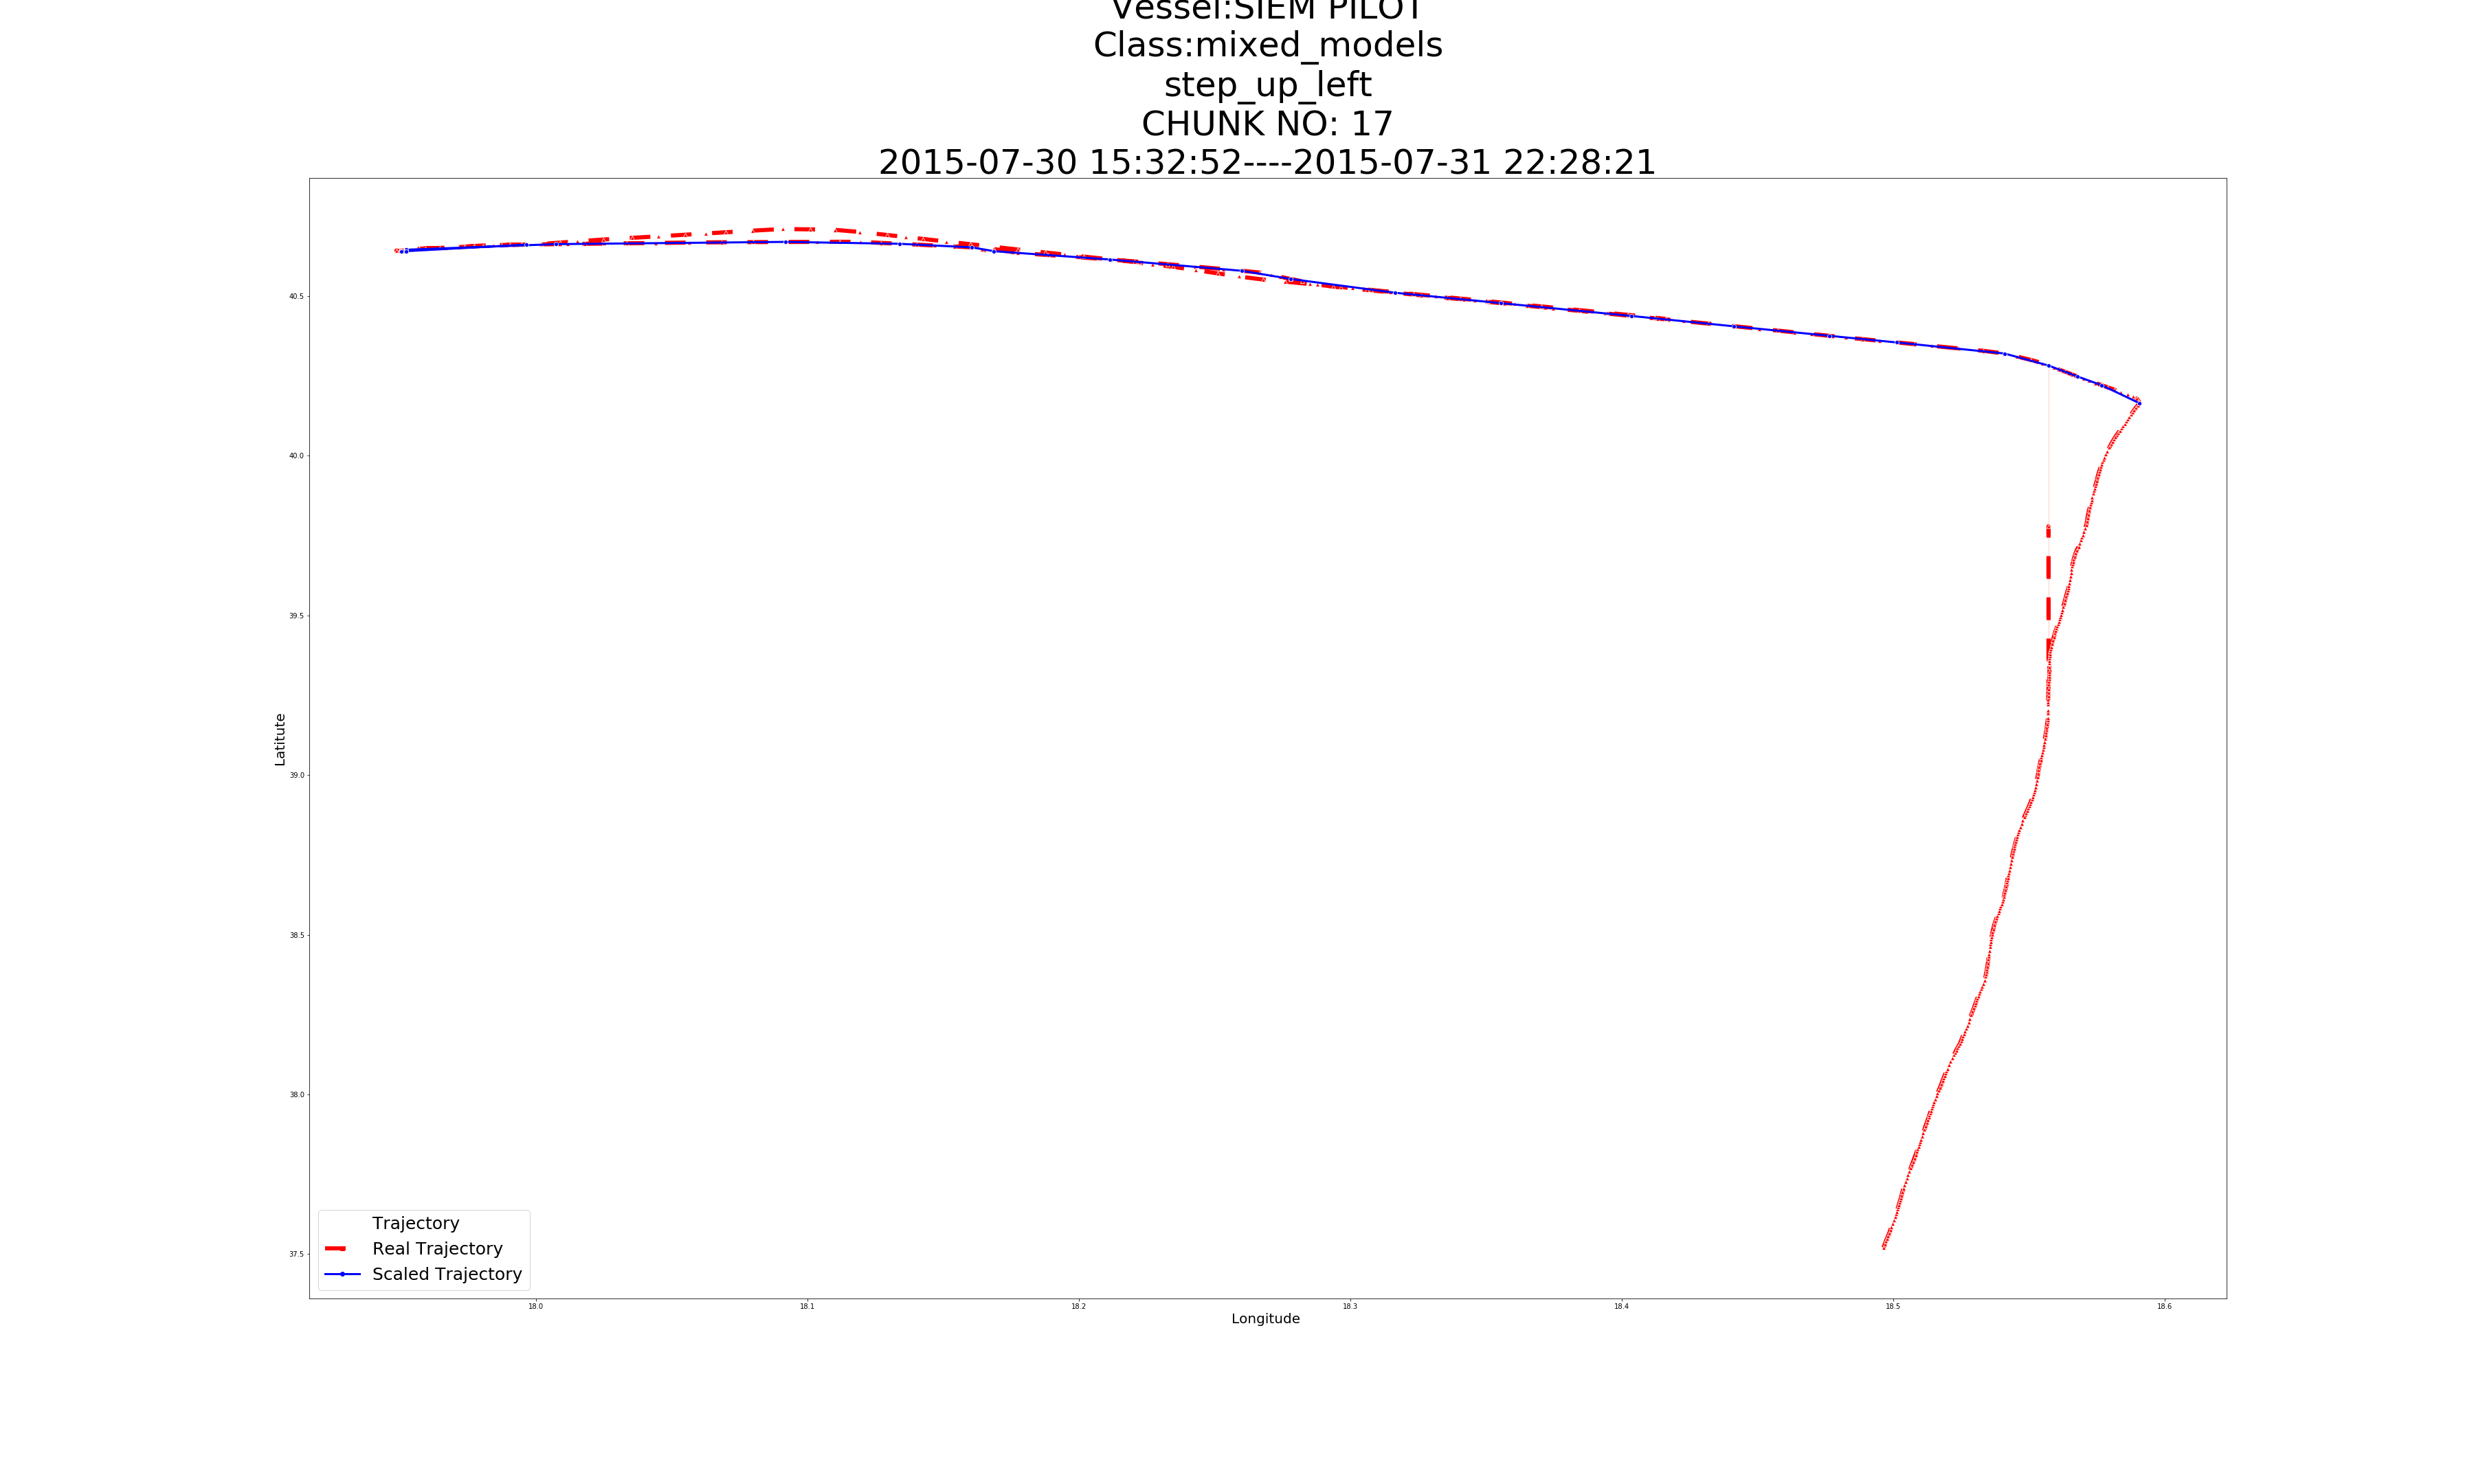 Vessel:SIEM PILOT
Class:mixed_models
step_up_left
CHUNK NO: 17
2015-07-30 15:32:52----2015-07-31 22:28:21
40.5
40.0
39.5
39.0
38.5
38.0
37.5
Latitute
Trajectory
Real Trajectory
Scaled Trajectory
18.0
18.1
18.2
18.3
18.4
18.5
18.6
Longitude